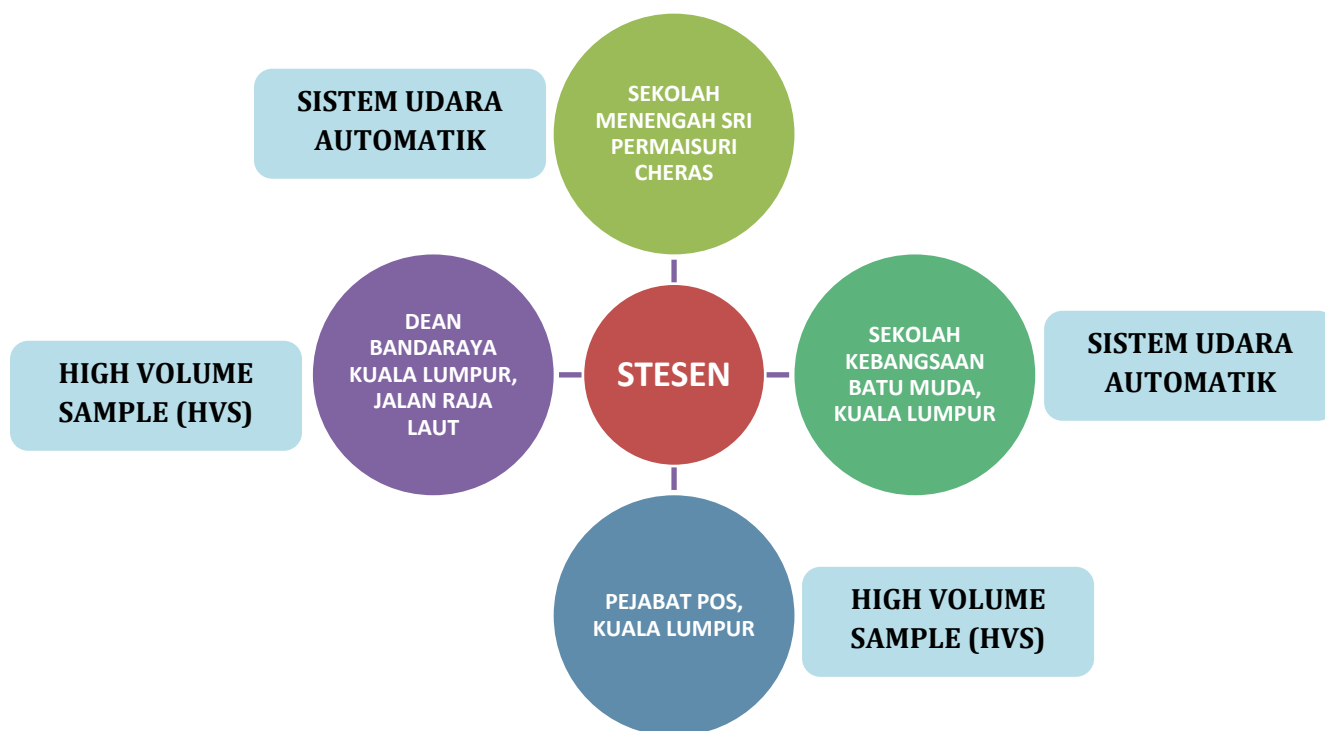 SISTEM UDARA
AUTOMATIK
SEKOLAH
MENENGAH SRI
PERMAISURI
CHERAS
HIGH VOLUME
SAMPLE (HVS)
DEAN
BANDARAYA
KUALA LUMPUR,
JALAN RAJA
LAUT
STESEN
SEKOLAH
KEBANGSAAN
BATU MUDA,
KUALA LUMPUR
SISTEM UDARA
AUTOMATIK
PEJABAT POS,
KUALA LUMPUR
HIGH VOLUME
SAMPLE (HVS)